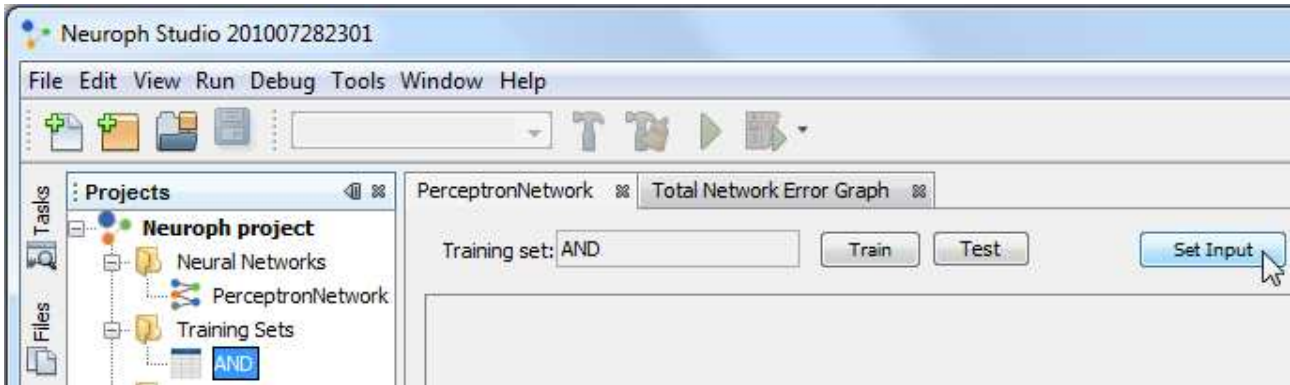 Neuroph Studio 201007282301
File Edit View Run Debug Tools Window Help
Tasks
Files
Projects
Neuroph project
Neural Networks
PerceptronNetwork
Training Sets
AND
PerceptronNetwork
Total Network Error Graph
Training set: AND
Train
Test
Set Input